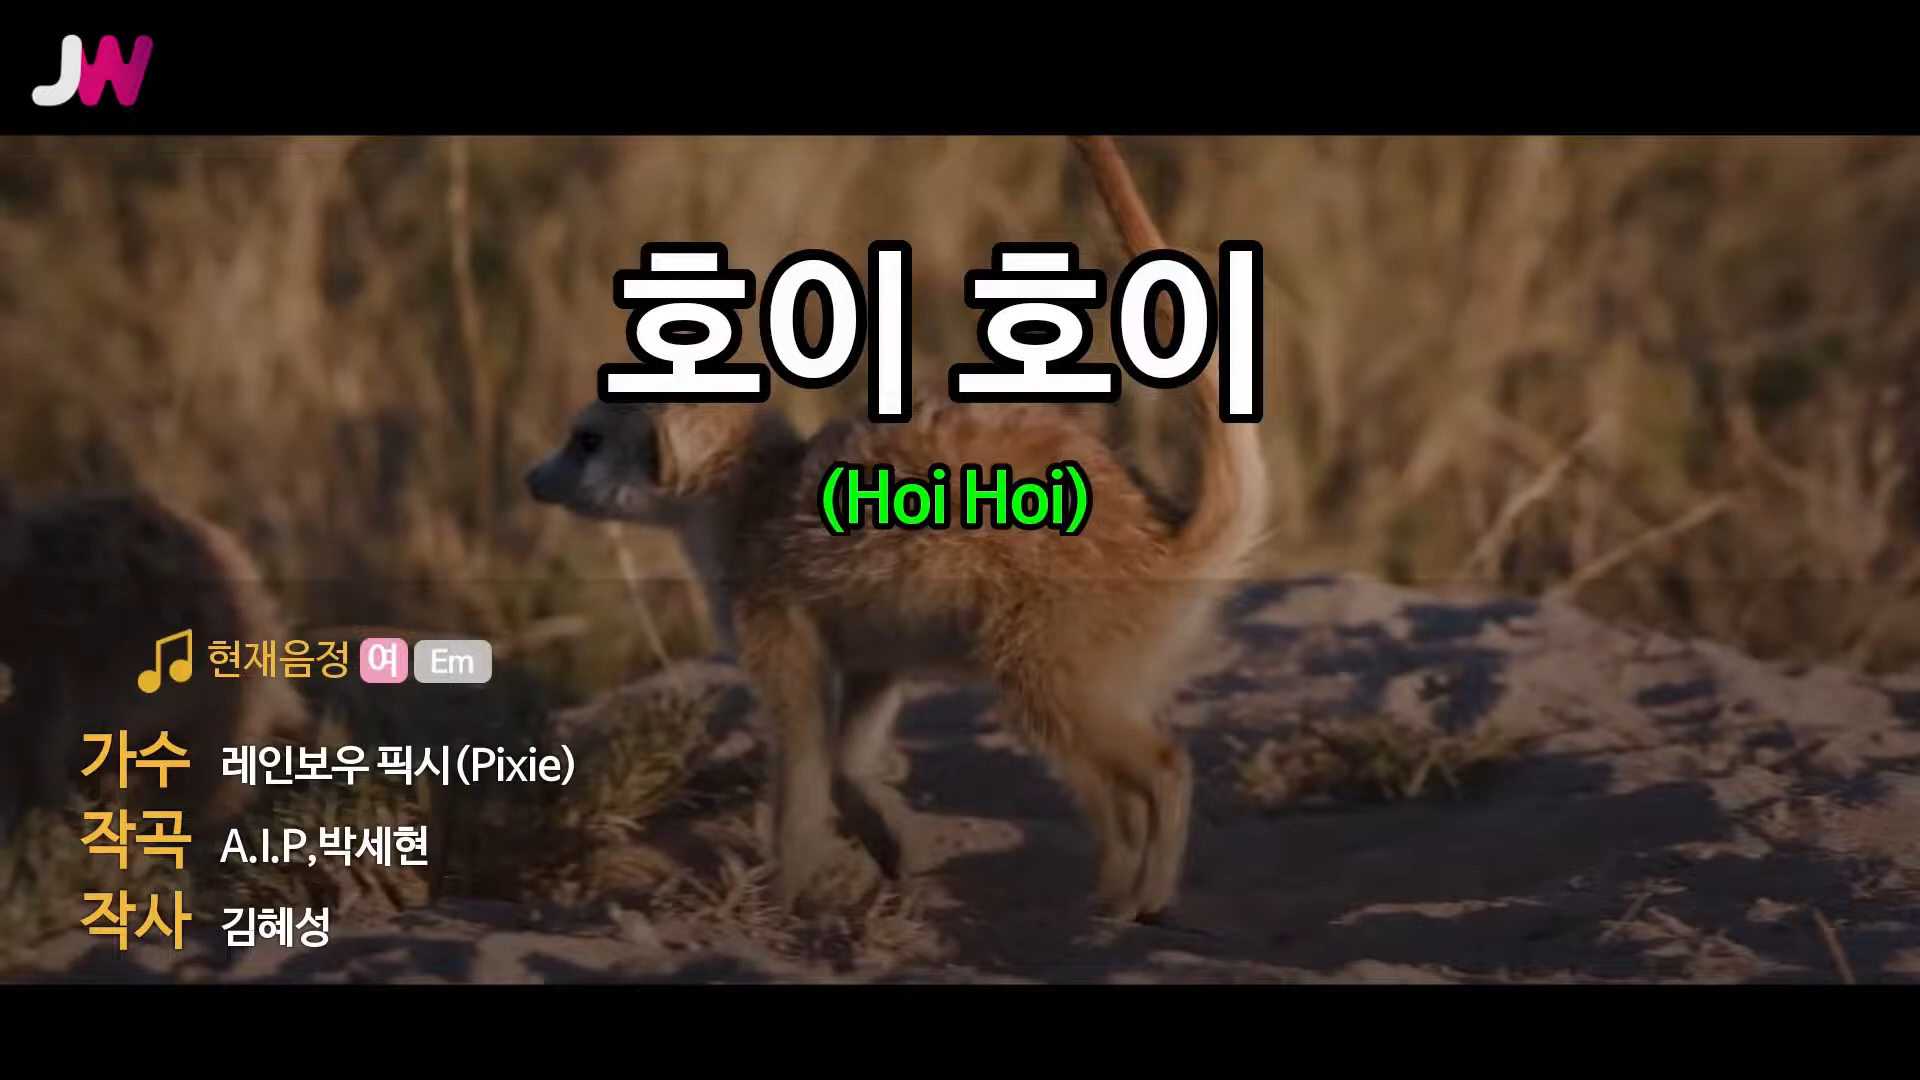 JW
호이 호이
(Hoi Hoi)
현재음정 여 Em
가수 레인보우 픽시(Pixie)
작곡 A.I.P,박세현
작사 김혜성